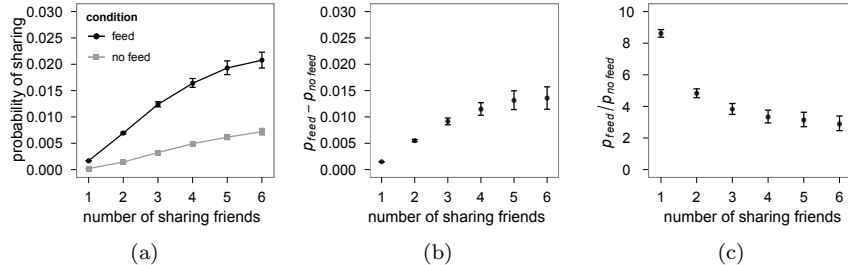 condition
feed
no feed
probability of sharing
0.030
0.025
0.020
0.015
0.010
0.005
0.000
1 2 3 4 5 6
number of sharing friends
(a)
p_feed − p_no feed
0.030
0.025
0.020
0.015
0.010
0.005
0.000
1 2 3 4 5 6
number of sharing friends
(b)
p_feed / p_no feed
10
8
6
4
2
0
1 2 3 4 5 6
number of sharing friends
(c)